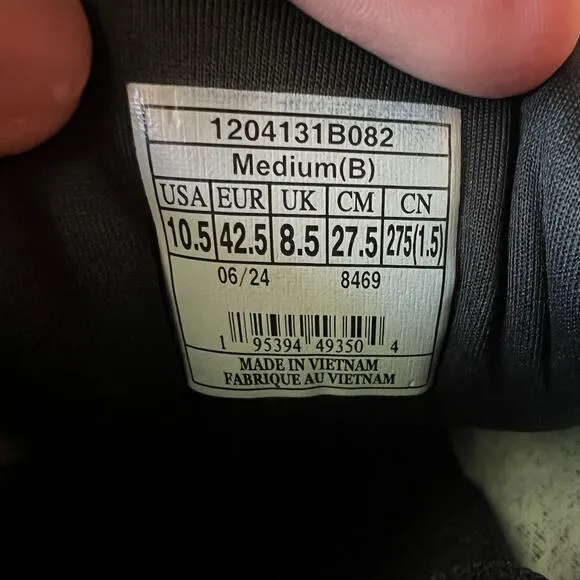 1204131B082
Medium(B)
USA EUR UK CM CN
10.5 42.5 8.5 27.5 275(1.5)
06/24 8469
1 95394 49350 4
MADE IN VIETNAM
FABRIQUE AU VIETNAM